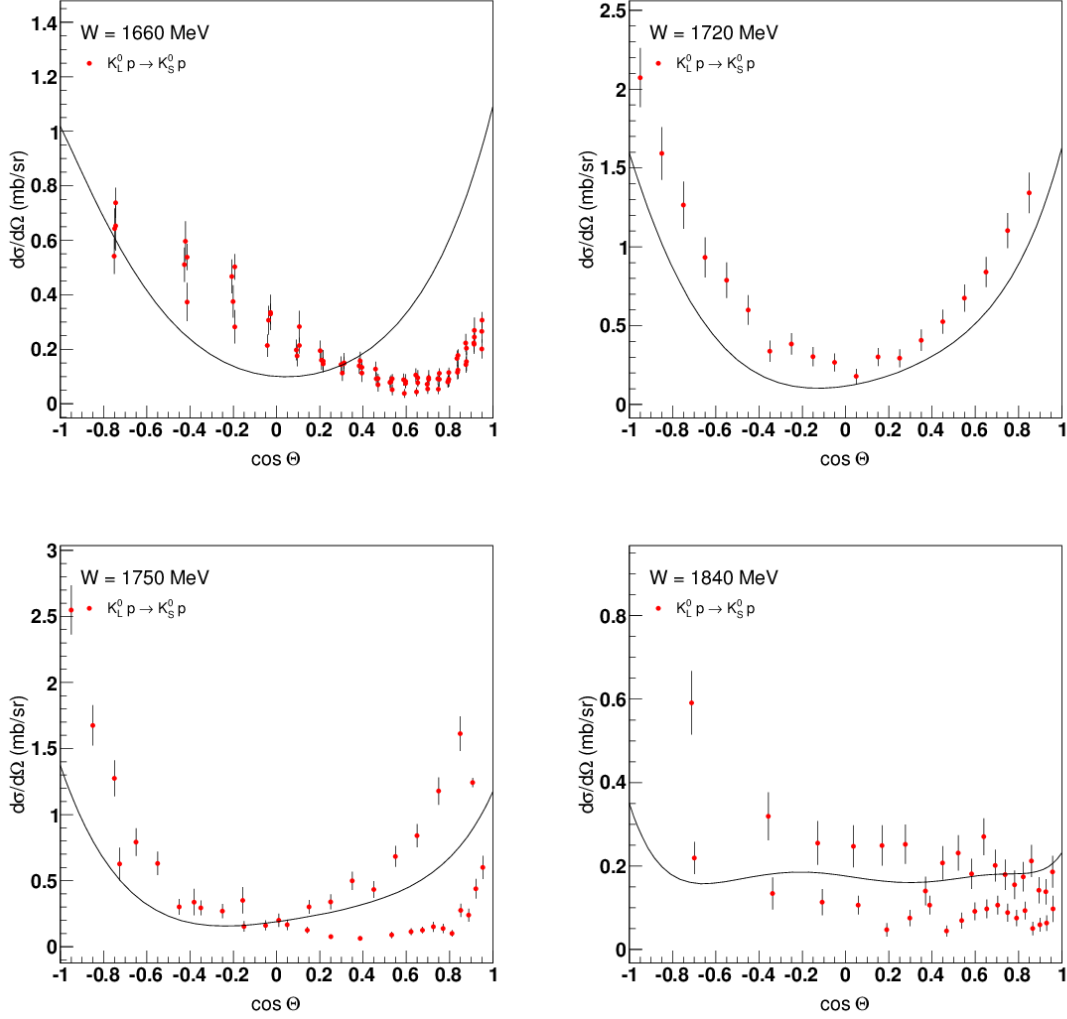 W = 1660 MeV
K⁰_L p → K⁰_S p
dσ/dΩ (mb/sr)
1.4
1.2
1
0.8
0.6
0.4
0.2
0
-1 -0.8 -0.6 -0.4 -0.2 0 0.2 0.4 0.6 0.8 1
cos Θ
W = 1720 MeV
K⁰_L p → K⁰_S p
dσ/dΩ (mb/sr)
2.5
2
1.5
1
0.5
0
-1 -0.8 -0.6 -0.4 -0.2 0 0.2 0.4 0.6 0.8 1
cos Θ
W = 1750 MeV
K⁰_L p → K⁰_S p
dσ/dΩ (mb/sr)
3
2.5
2
1.5
1
0.5
0
-1 -0.8 -0.6 -0.4 -0.2 0 0.2 0.4 0.6 0.8 1
cos Θ
W = 1840 MeV
K⁰_L p → K⁰_S p
dσ/dΩ (mb/sr)
0.8
0.6
0.4
0.2
0
-1 -0.8 -0.6 -0.4 -0.2 0 0.2 0.4 0.6 0.8 1
cos Θ